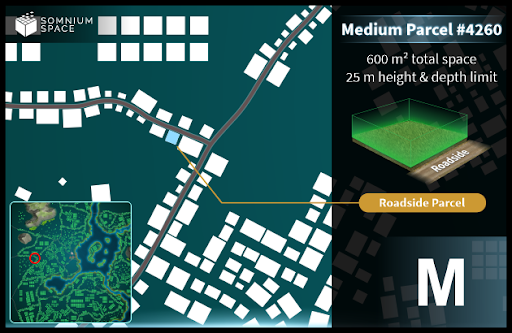 SOMNIUM
SPACE
Medium Parcel #4260
600 m² total space
25 m height & depth limit
Roadside
Roadside Parcel
M